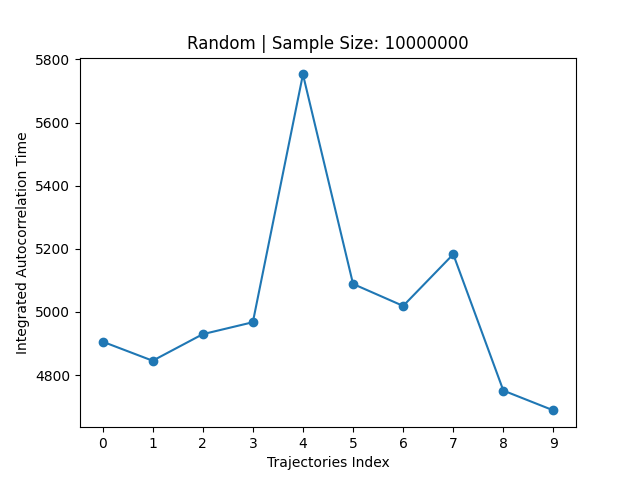 Random | Sample Size: 10000000
Integrated Autocorrelation Time
5800
5600
5400
5200
5000
4800
0 1 2 3 4 5 6 7 8 9
Trajectories Index